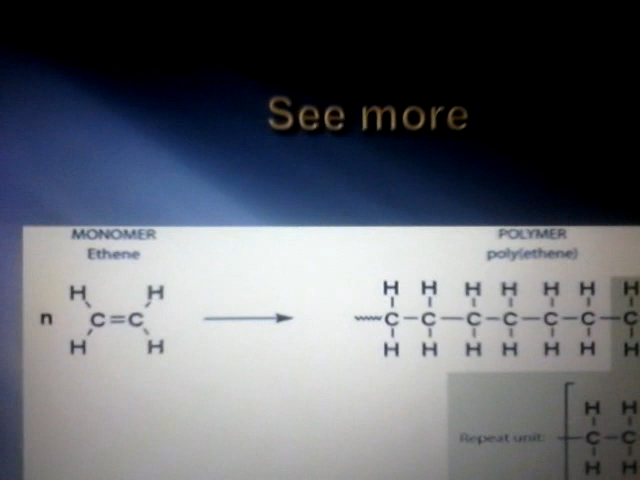 See more
MONOMER
Ethene
POLYMER
poly(ethene)
H H
n C=C
H H
H H H H H H H
C-C-C-C-C-C-C
H H H H H H H
Repeat unit:
H H
C-C
H H